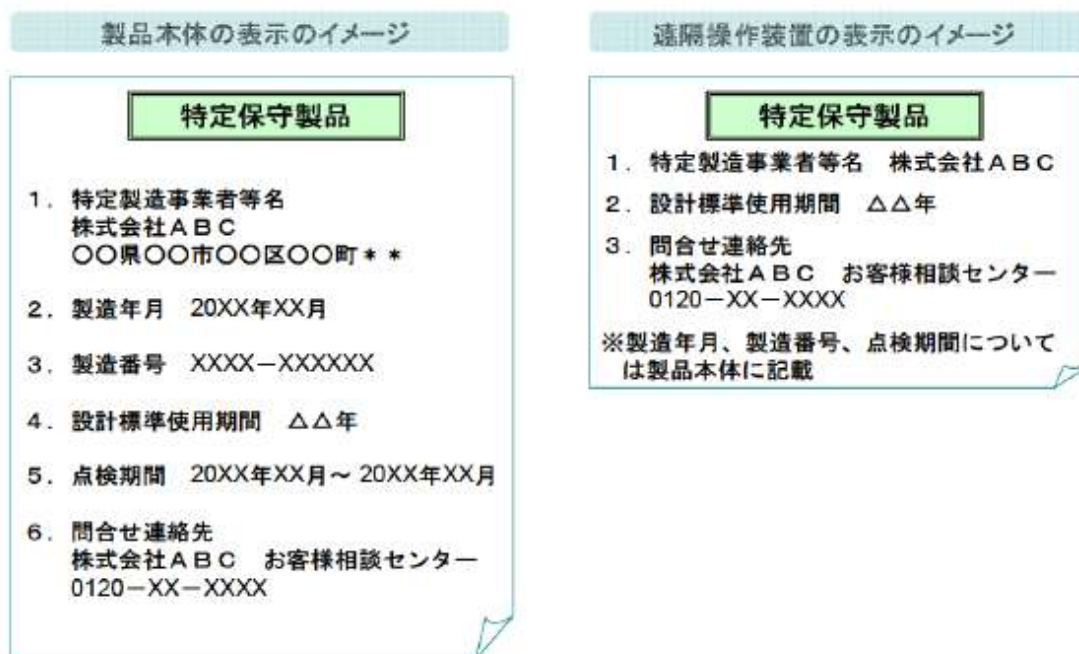 製品本体の表示のイメージ
特定保守製品
1. 特定製造事業者等名
株式会社ABC
〇〇県〇〇市〇〇区〇〇町**
2. 製造年月 20XX年XX月
3. 製造番号 XXXX-XXXXXX
4. 設計標準使用期間 △△年
5. 点検期間 20XX年XX月~20XX年XX月
6. 問合せ連絡先
株式会社ABC お客様相談センター
0120-XX-XXXX
遠隔操作装置の表示のイメージ
特定保守製品
1. 特定製造事業者等名 株式会社ABC
2. 設計標準使用期間 △△年
3. 問合せ連絡先
株式会社ABC お客様相談センター
0120-XX-XXXX
※製造年月、製造番号、点検期間について
は製品本体に記載